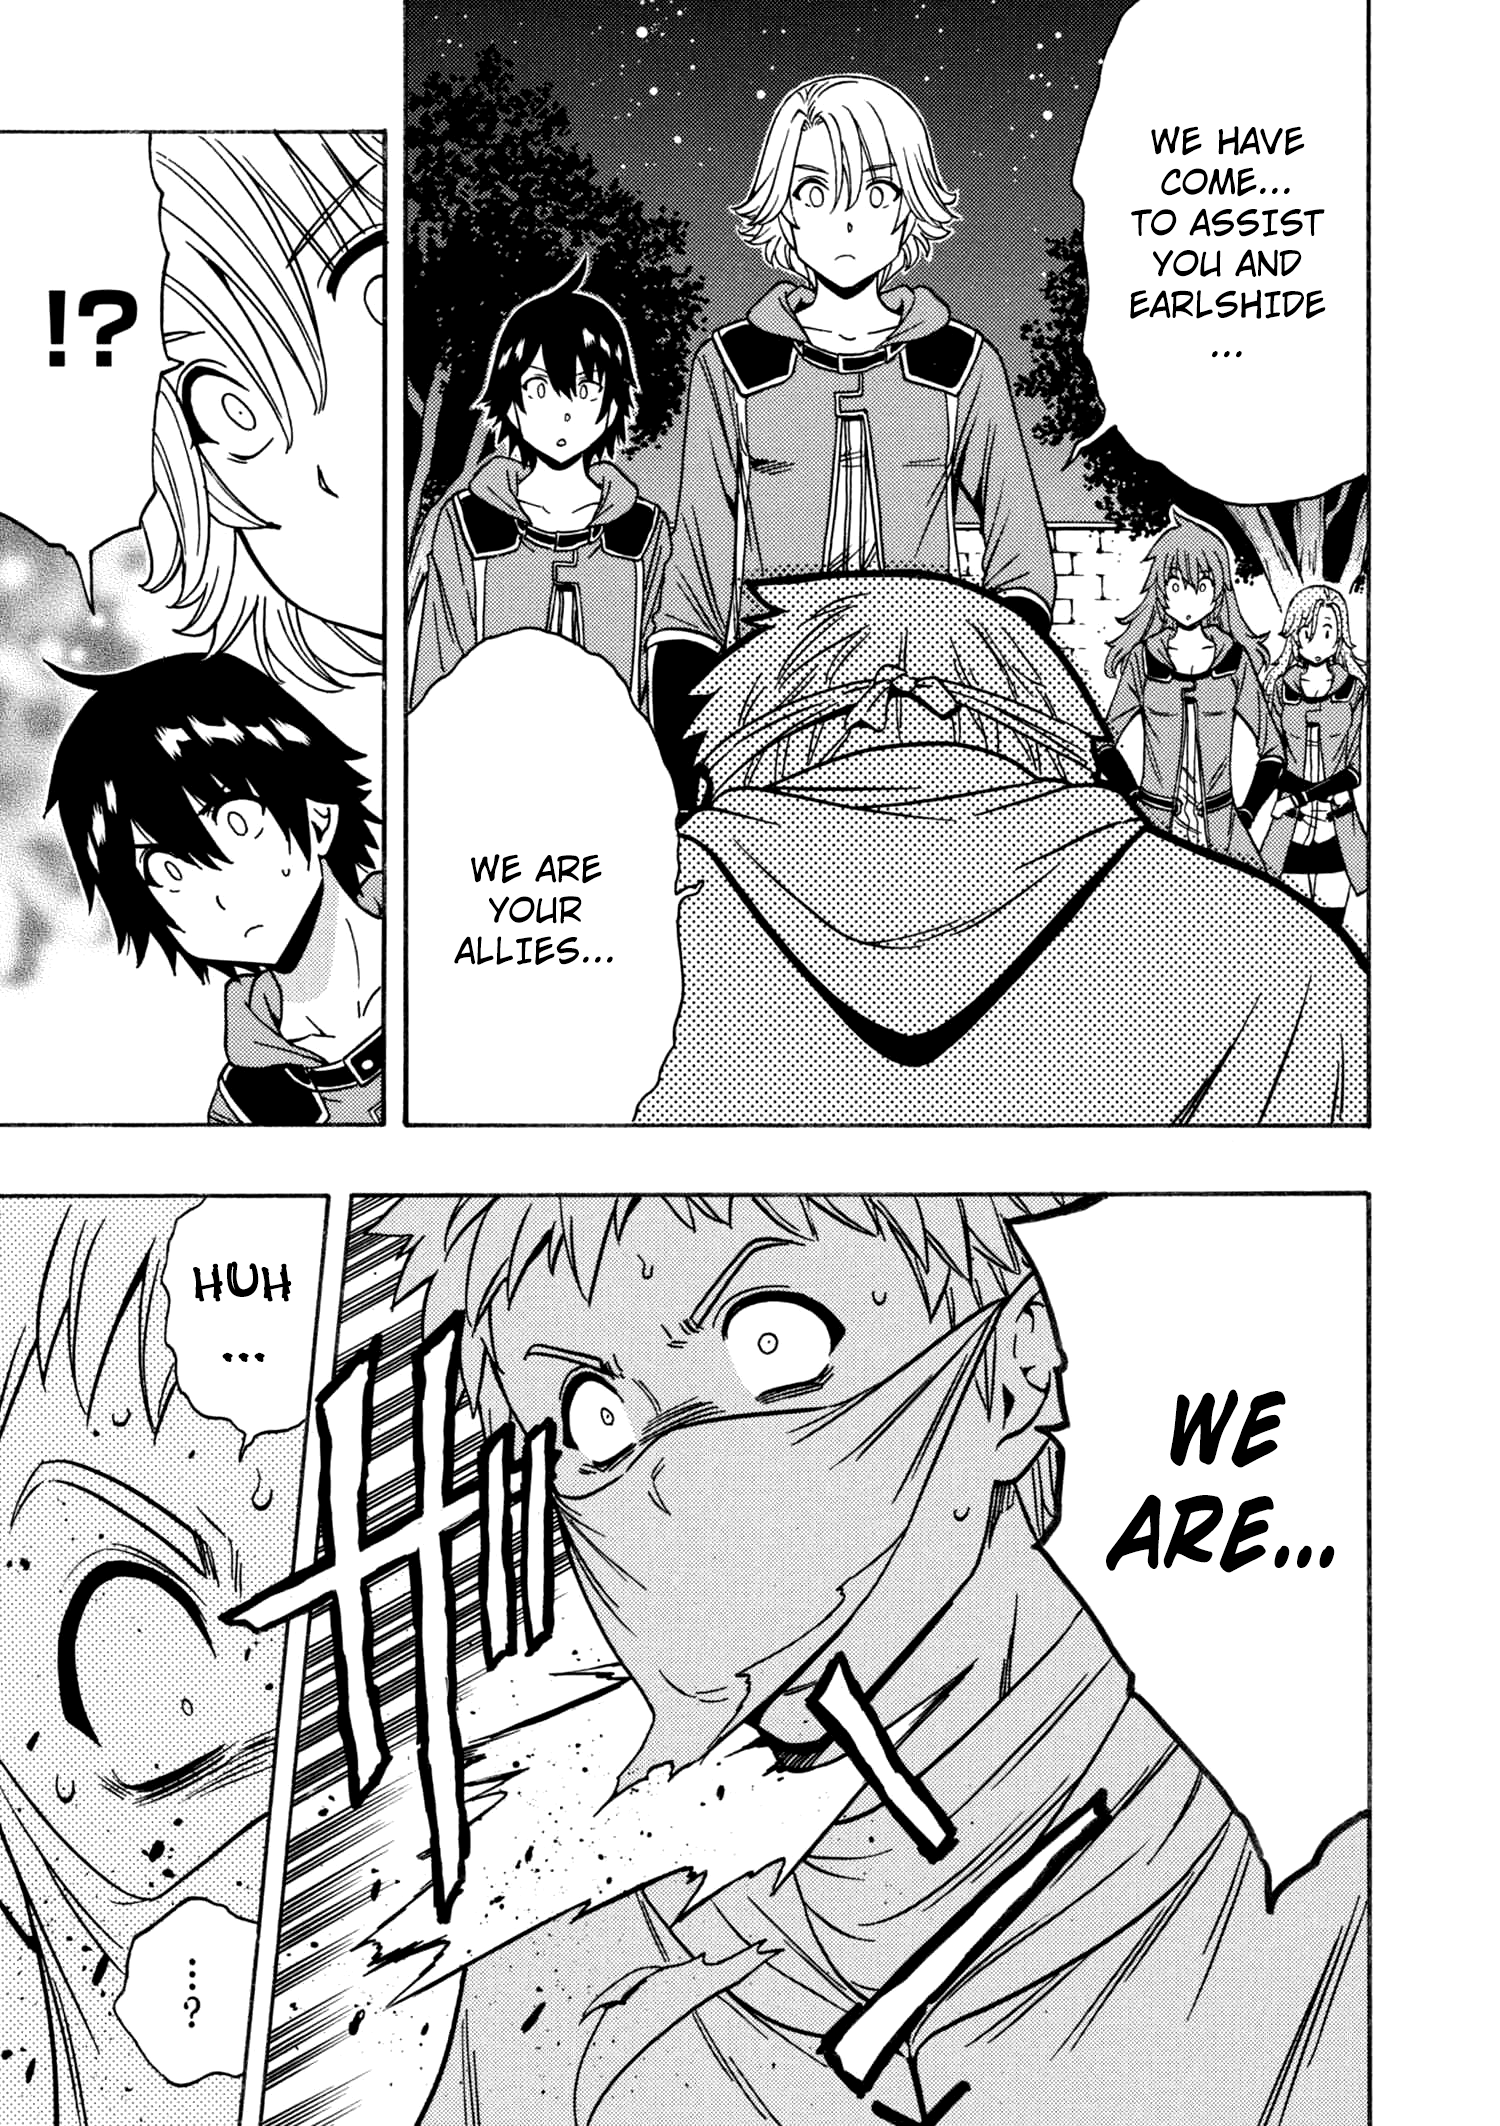 WE HAVE
COME...
TO ASSIST
YOU AND
EARLSHIDE
...
WE ARE
YOUR
ALLIES...
!?
WE
ARE...
HUH
...
...?